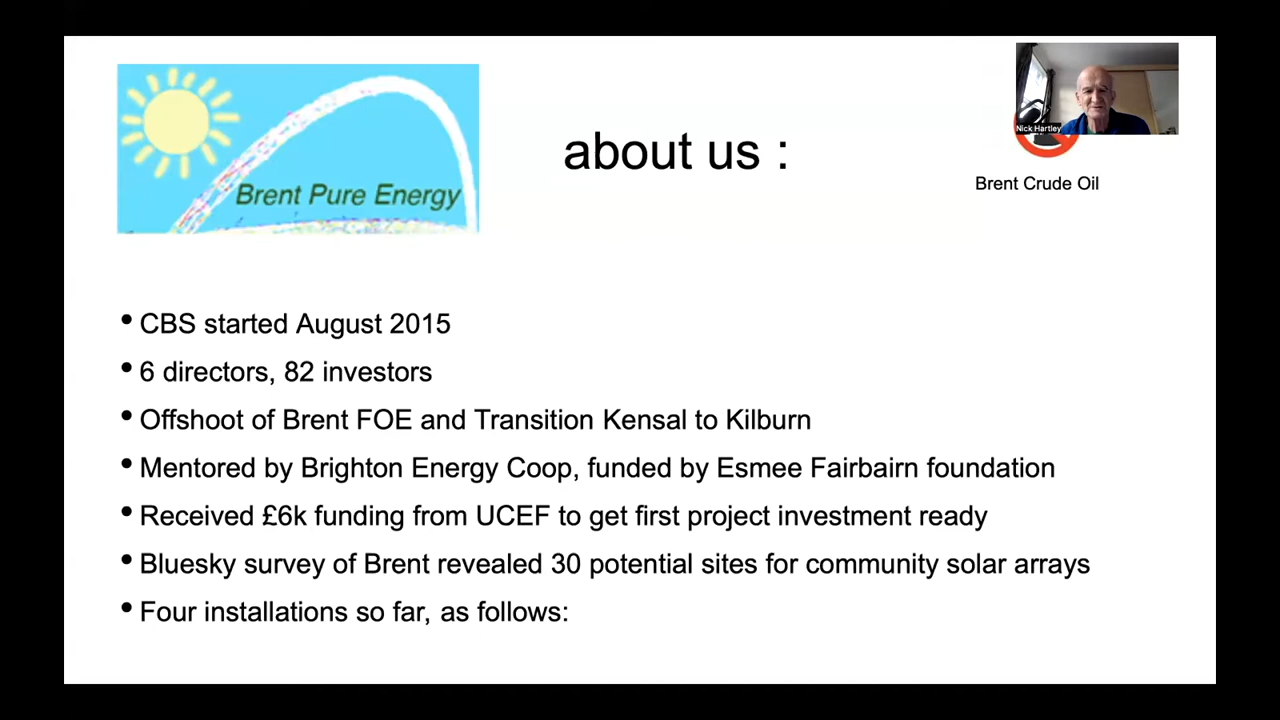 Brent Pure Energy
about us :
Nick Hartley
Brent Crude Oil
• CBS started August 2015
• 6 directors, 82 investors
• Offshoot of Brent FOE and Transition Kensal to Kilburn
• Mentored by Brighton Energy Coop, funded by Esmee Fairbairn foundation
• Received £6k funding from UCEF to get first project investment ready
• Bluesky survey of Brent revealed 30 potential sites for community solar arrays
• Four installations so far, as follows: